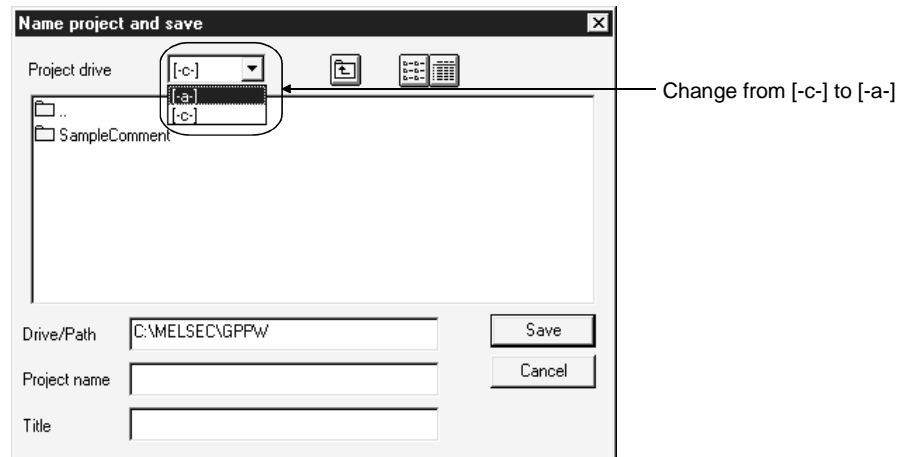 Name project and save
Project drive [-c-]
[-a-]
[-c-]
Change from [-c-] to [-a-]
..
SampleComment
Drive/Path C:\MELSEC\GPPW Save
Project name Cancel
Title